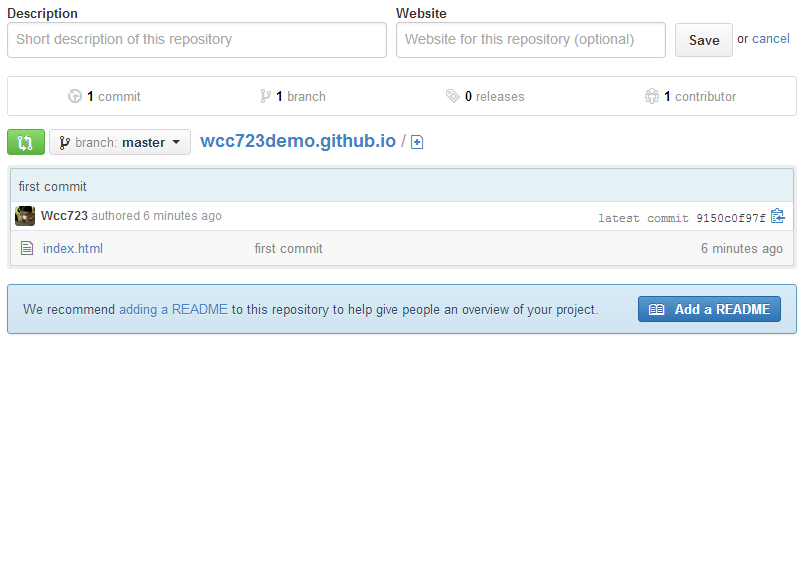 Description Website
Short description of this repository Website for this repository (optional) Save or cancel
1 commit 1 branch 0 releases 1 contributor
branch: master wcc723demo.github.io /
first commit
Wcc723 authored 6 minutes ago latest commit 9150c0f97f
index.html first commit 6 minutes ago
We recommend adding a README to this repository to help give people an overview of your project. Add a README